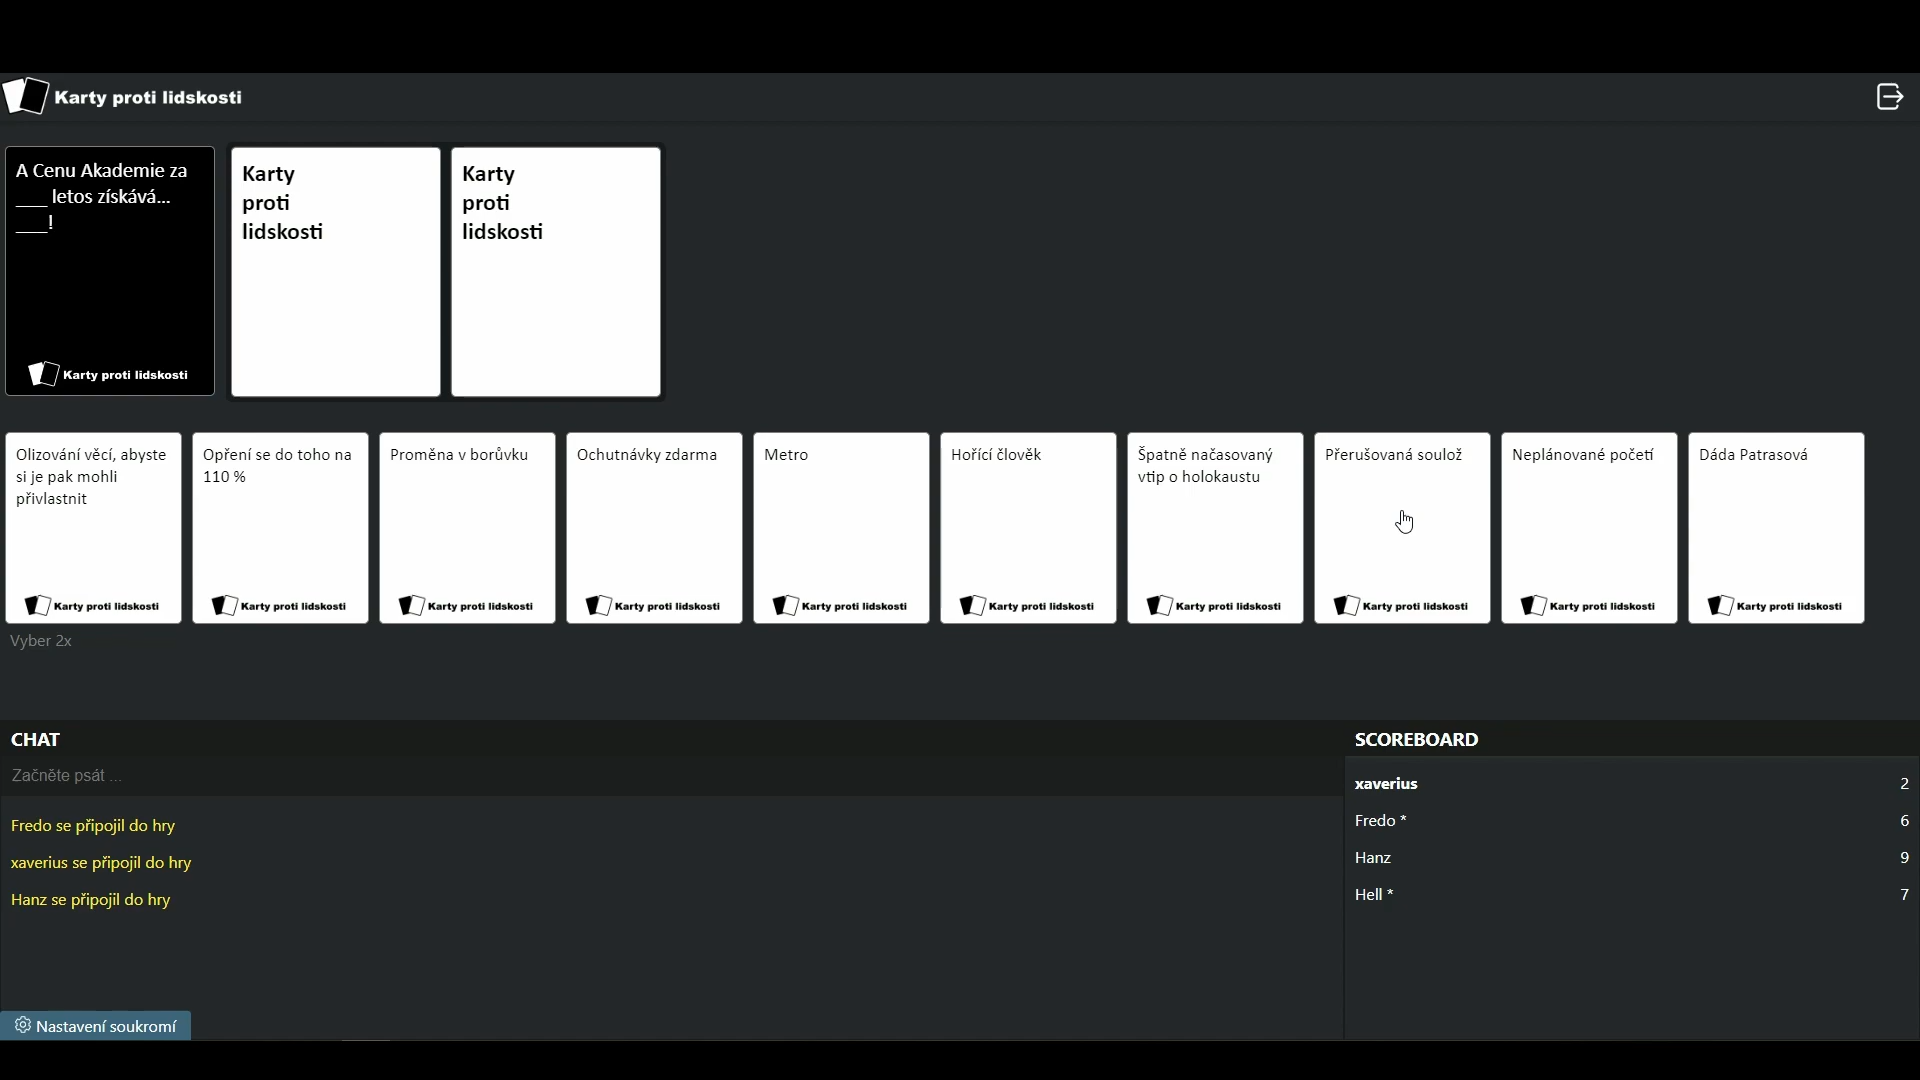 Karty proti lidskosti
A Cenu Akademie za
___ letos získává...
___!
Karty proti lidskosti
Karty
proti
lidskosti
Karty
proti
lidskosti
Olizování věcí, abyste
si je pak mohli
přivlastnit
Karty proti lidskosti
Opření se do toho na
110 %
Karty proti lidskosti
Proměna v borůvku
Karty proti lidskosti
Ochutnávky zdarma
Karty proti lidskosti
Metro
Karty proti lidskosti
Hořící člověk
Karty proti lidskosti
Špatně načasovaný
vtip o holokaustu
Karty proti lidskosti
Přerušovaná soulož
Karty proti lidskosti
Neplánované početí
Karty proti lidskosti
Dáda Patrasová
Karty proti lidskosti
Vyber 2x
CHAT
Začněte psát ...
Fredo se připojil do hry
xaverius se připojil do hry
Hanz se připojil do hry
Nastavení soukromí
SCOREBOARD
xaverius 2
Fredo * 6
Hanz 9
Hell * 7